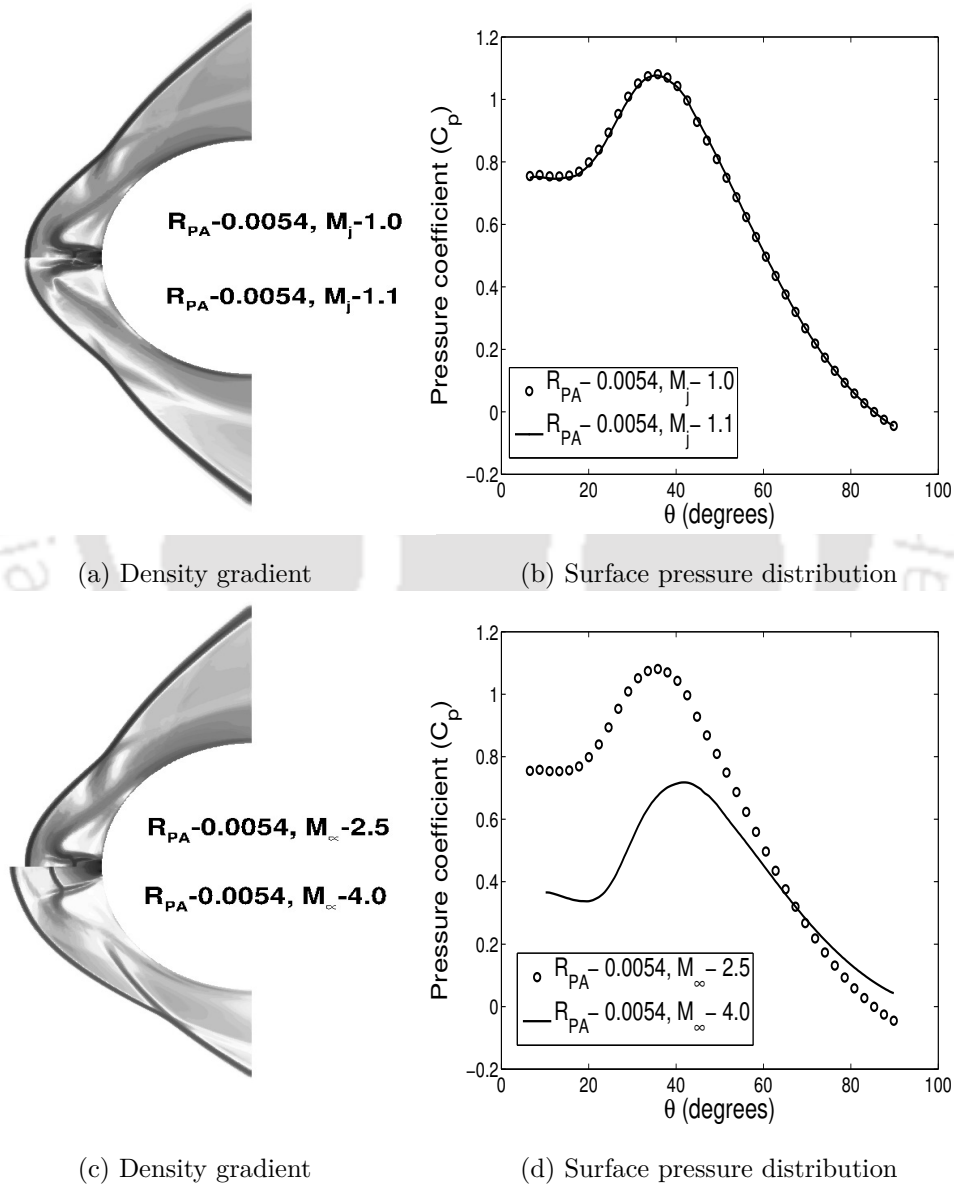 R_PA-0.0054, M_j-1.0
R_PA-0.0054, M_j-1.1
Pressure coefficient (C_p)
1.2
1
0.8
0.6
0.4
0.2
0
−0.2
0 20 40 60 80 100
θ (degrees)
R_PA− 0.0054, M_j− 1.0
R_PA− 0.0054, M_j− 1.1
(a) Density gradient
(b) Surface pressure distribution
R_PA-0.0054, M_∞-2.5
R_PA-0.0054, M_∞-4.0
Pressure coefficient (C_p)
1.2
1
0.8
0.6
0.4
0.2
0
−0.2
0 20 40 60 80 100
θ (degrees)
R_PA− 0.0054, M_∞− 2.5
R_PA− 0.0054, M_∞− 4.0
(c) Density gradient
(d) Surface pressure distribution